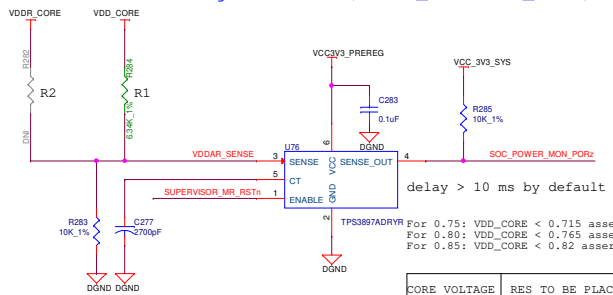 VDDR_CORE
VDD_CORE
VCC3V3_PREREG
VCC_3V3_SYS
R282
R2
DNI
R284
R1
6.34K_1%
C283
0.1uF
DGND
R285
10K_1%
U76
VDDAR_SENSE
3
SENSE
VCC
6
SENSE_OUT
4
SOC_POWER_MON_PORz
5
CT
SUPERVISOR_MR_RSTn
1
ENABLE
GND
2
TPS3897ADRYR
DGND
delay > 10 ms by default
R283
10K_1%
C277
2700pF
DGND
DGND
For 0.75: VDD_CORE < 0.715 asse
For 0.80: VDD_CORE < 0.765 asse
For 0.85: VDD_CORE < 0.82 asser
CORE VOLTAGE
RES TO BE PLAC